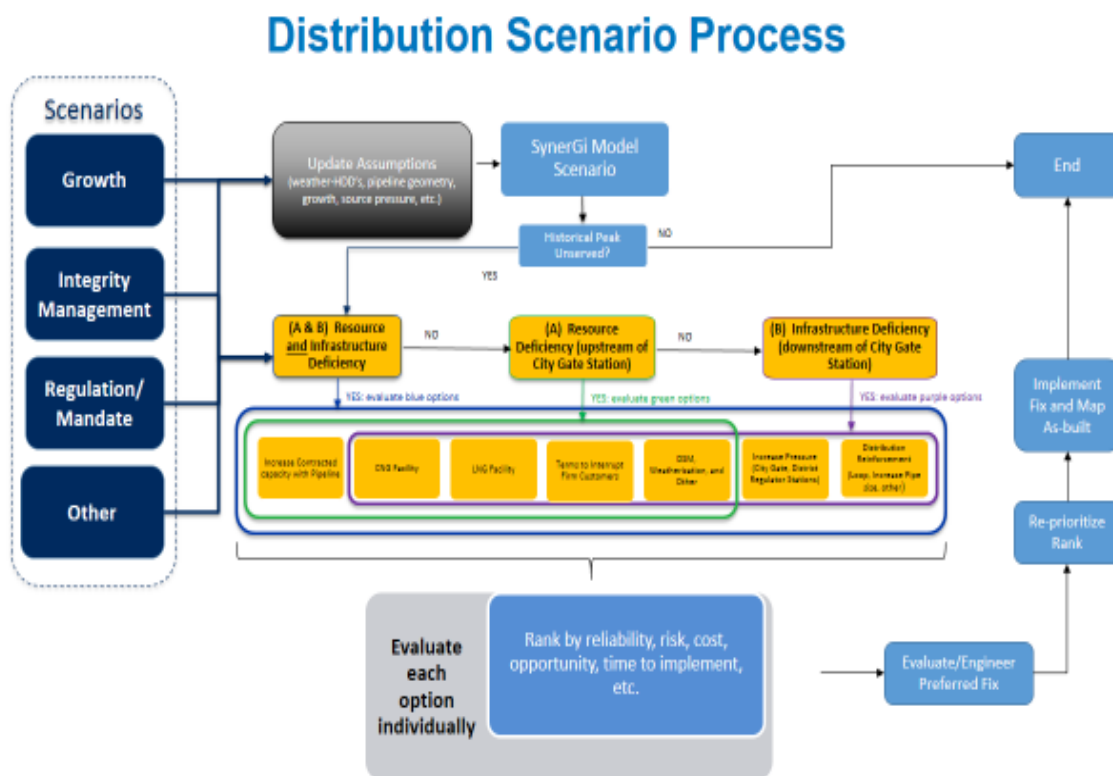 Distribution Scenario Process
Scenarios
Growth
Integrity
Management
Regulation/
Mandate
Other
Update Assumptions
(weather-HDD's, pipeline geometry,
growth, source pressure, etc.)
SynerGi Model
Scenario
Historical Peak
Unserved?
NO
YES
End
(A & B) Resource
and Infrastructure
Deficiency
NO
(A) Resource
Deficiency (upstream of
City Gate Station)
NO
(B) Infrastructure Deficiency
(downstream of City Gate
Station)
YES: evaluate blue options
YES: evaluate green options
YES: evaluate purple options
Increase Contracted
capacity with Pipeline
CNG Facility
LNG Facility
Terms to Interrupt
Firm Customers
DSM,
Weatherization, and
Other
Increase Pressure
(City Gate, District
Regulator Stations)
Distribution
Reinforcement
(Loop, Increase Pipe
size, other)
Implement
Fix and Map
As-built
Re-prioritize
Rank
Evaluate
each
option
individually
Rank by reliability, risk, cost,
opportunity, time to implement,
etc.
Evaluate/Engineer
Preferred Fix